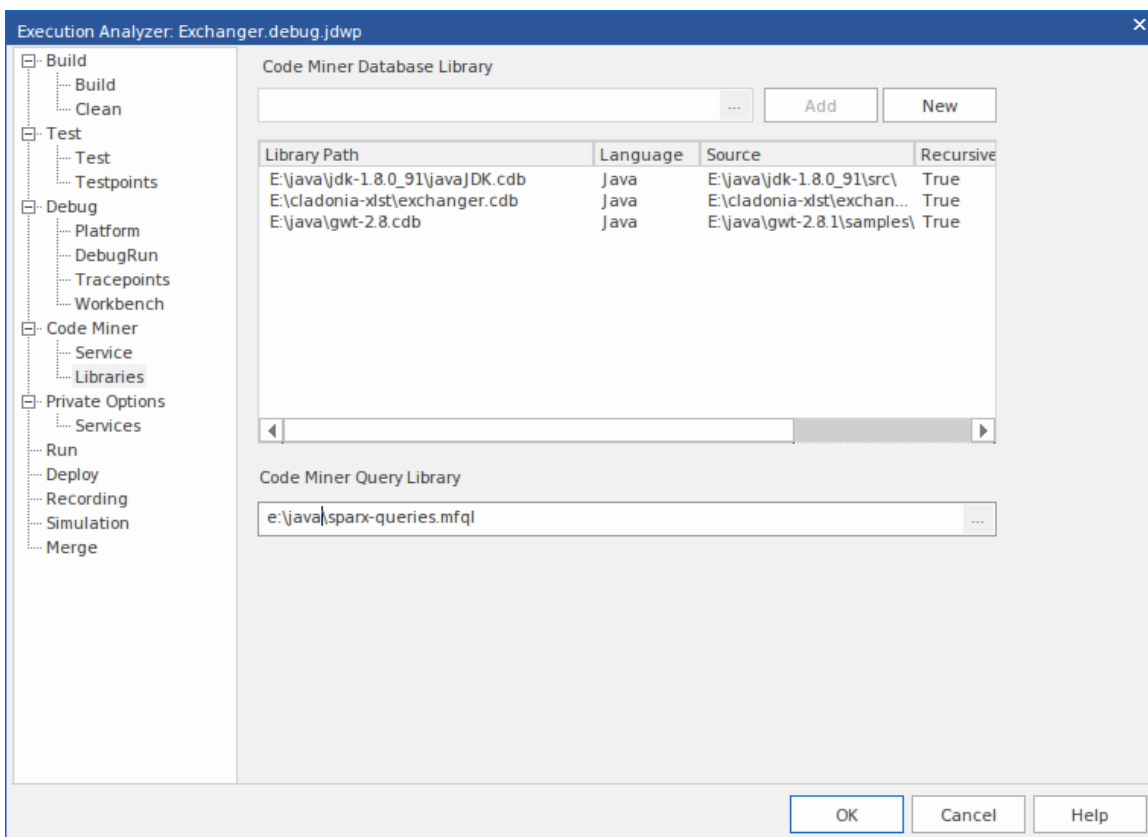 Execution Analyzer: Exchanger.debug.jdwp
Build
Build
Clean
Test
Test
Testpoints
Debug
Platform
DebugRun
Tracepoints
Workbench
Code Miner
Service
Libraries
Private Options
Services
Run
Deploy
Recording
Simulation
Merge
Code Miner Database Library
... Add New
Library Path Language Source Recursive
E:\java\jdk-1.8.0_91\javaJDK.cdb Java E:\java\jdk-1.8.0_91\src\ True
E:\cladonia-xlst\exchanger.cdb Java E:\cladonia-xlst\exchan... True
E:\java\gwt-2.8.cdb Java E:\java\gwt-2.8.1\samples\ True
Code Miner Query Library
e:\java\sparx-queries.mfql ...
OK Cancel Help